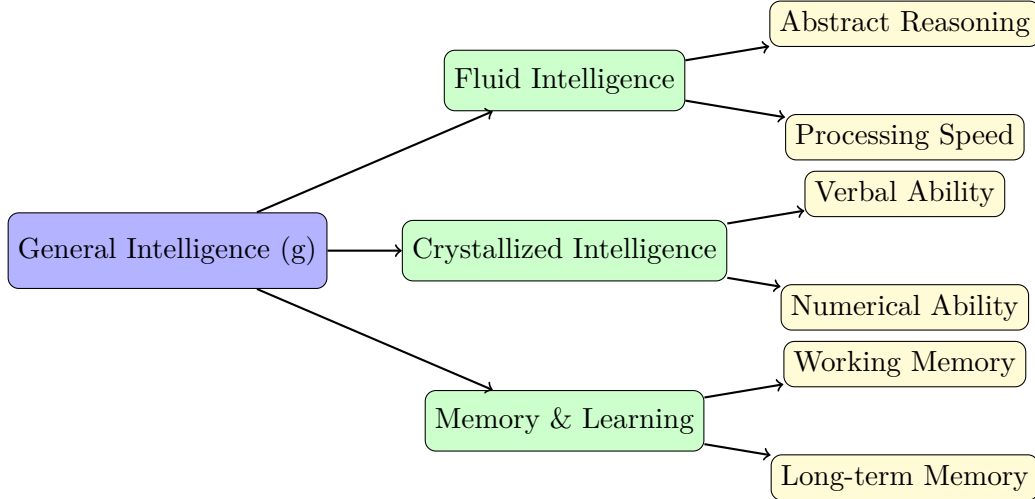 General Intelligence (g)
Fluid Intelligence
Abstract Reasoning
Processing Speed
Crystallized Intelligence
Verbal Ability
Numerical Ability
Memory & Learning
Working Memory
Long-term Memory